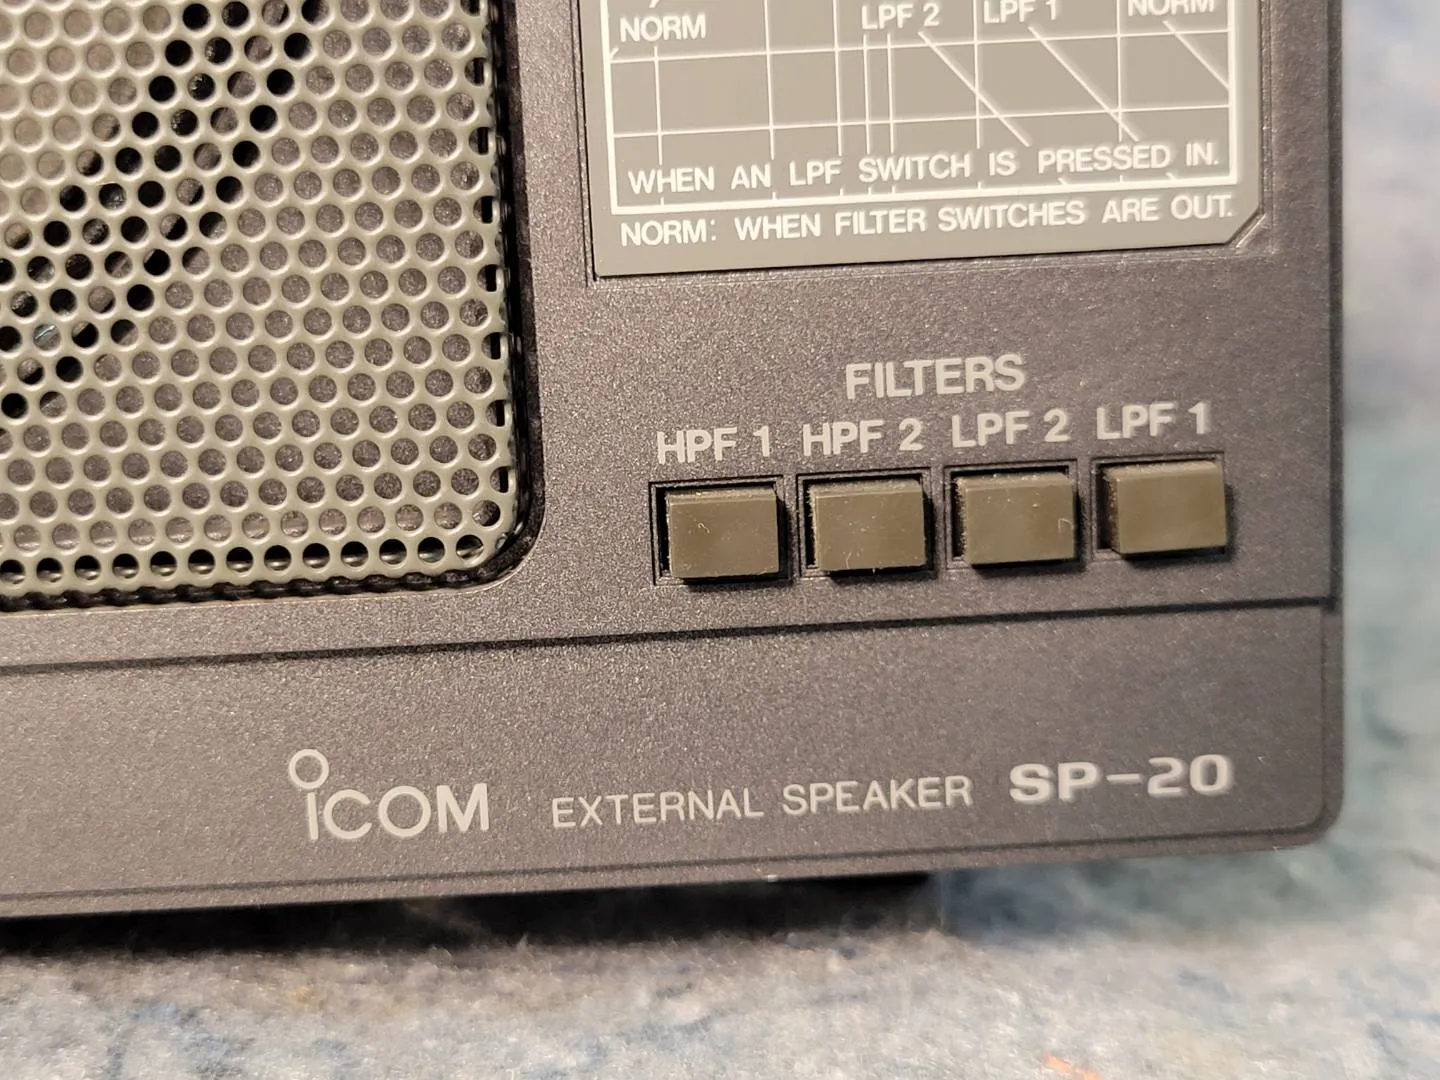 NORM LPF 2 LPF 1 NORM
WHEN AN LPF SWITCH IS PRESSED IN.
NORM: WHEN FILTER SWITCHES ARE OUT.
FILTERS
HPF 1 HPF 2 LPF 2 LPF 1
ICOM EXTERNAL SPEAKER SP-20